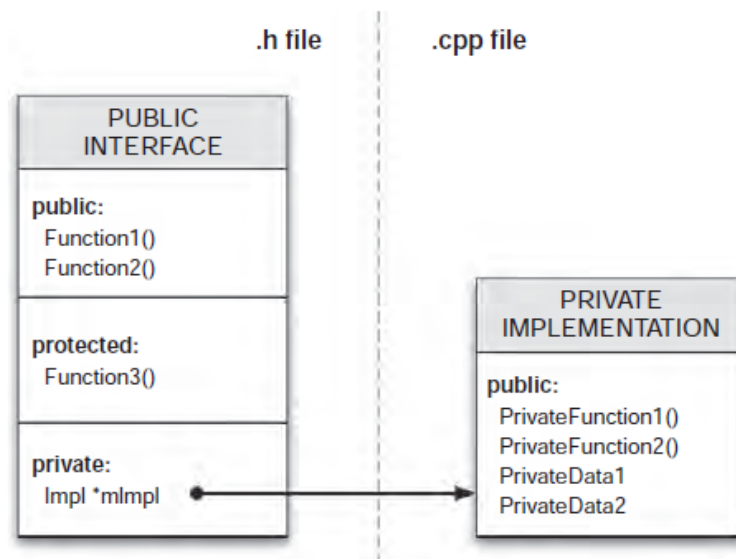 .h file
.cpp file
PUBLIC
INTERFACE
public:
Function1()
Function2()
protected:
Function3()
private:
Impl *mImpl
PRIVATE
IMPLEMENTATION
public:
PrivateFunction1()
PrivateFunction2()
PrivateData1
PrivateData2